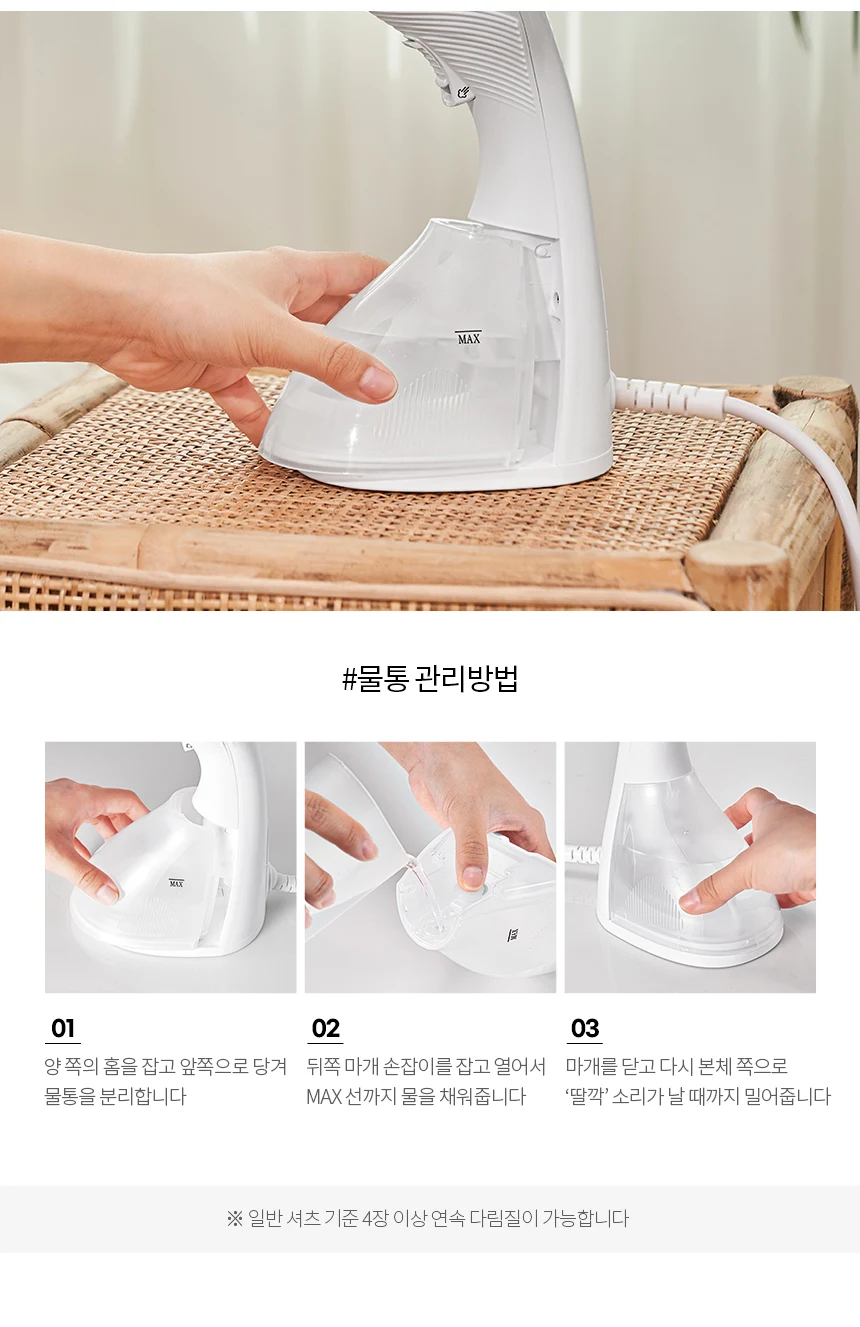 MAX
#물통 관리방법
MAX
01
양 쪽의 홈을 잡고 앞쪽으로 당겨
물통을 분리합니다
02
뒤쪽 마개 손잡이를 잡고 열어서
MAX 선까지 물을 채워줍니다
03
마개를 닫고 다시 본체 쪽으로
‘딸깍’ 소리가 날 때까지 밀어줍니다
※ 일반 셔츠 기준 4장 이상 연속 다림질이 가능합니다